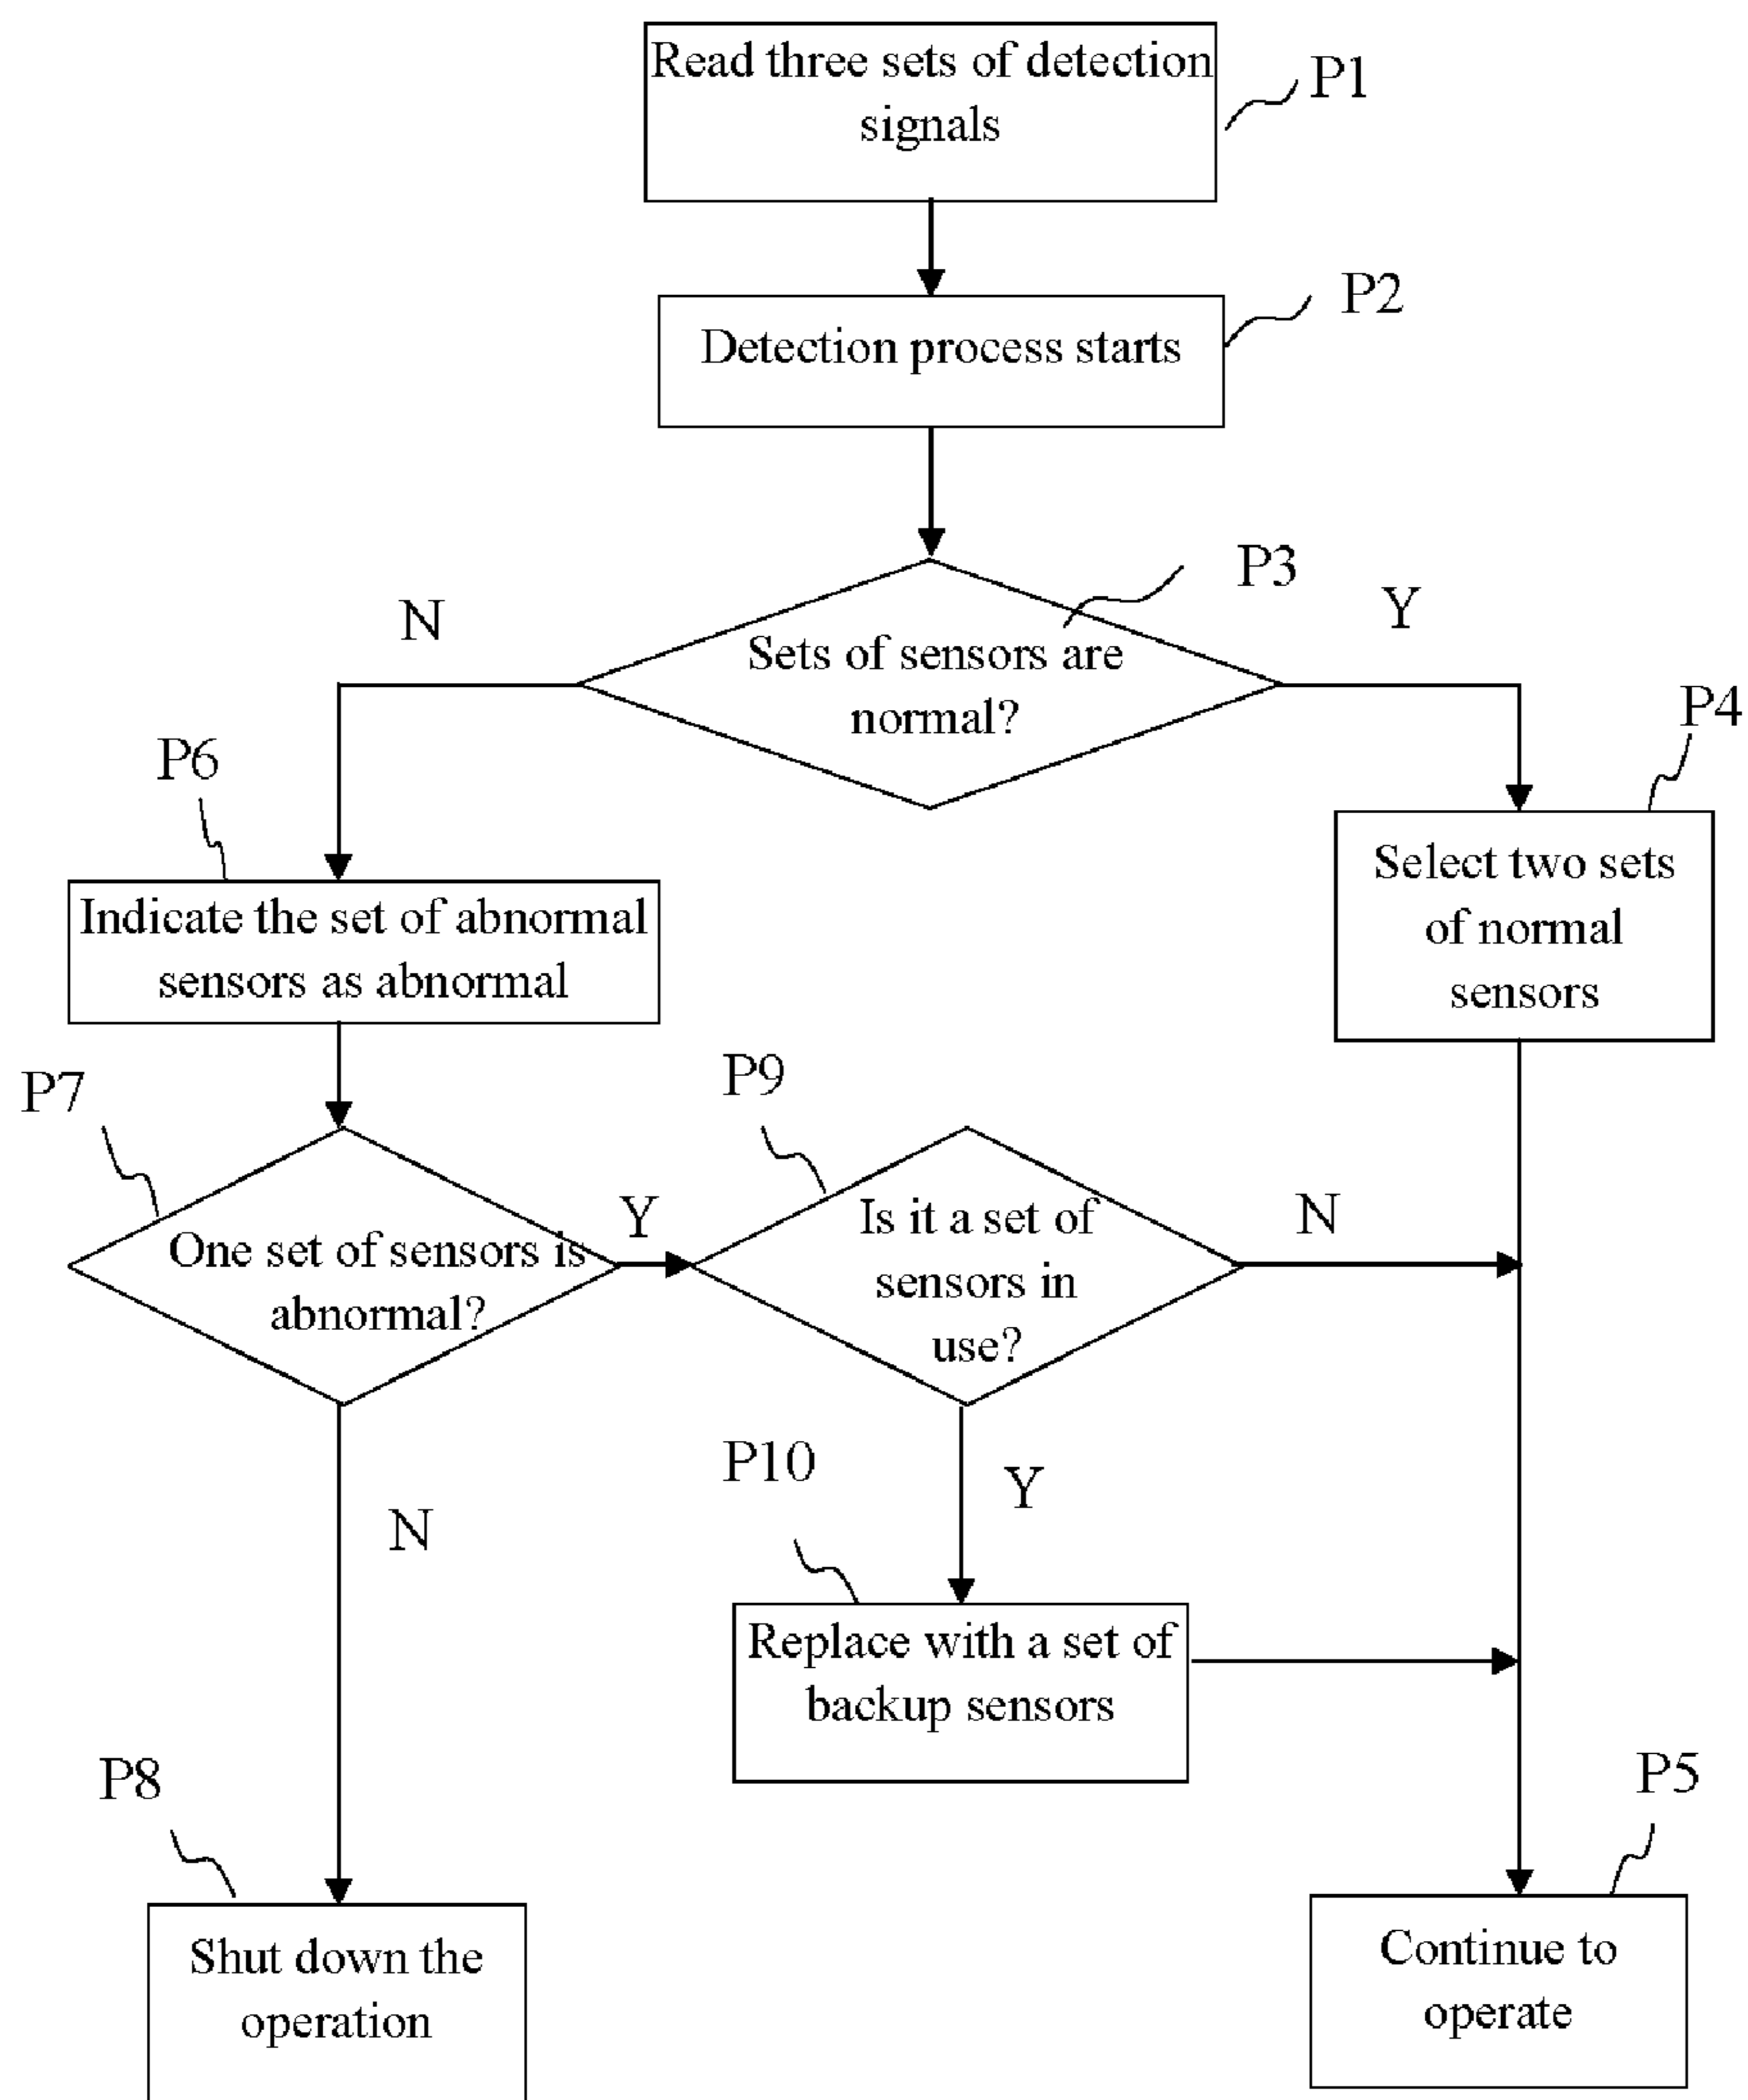 Read three sets of detection
signals
P1
Detection process starts
P2
Sets of sensors are
normal?
P3
N
Y
P4
Select two sets
of normal
sensors
P6
Indicate the set of abnormal
sensors as abnormal
P7
One set of sensors is
abnormal?
Y
P9
Is it a set of
sensors in
use?
N
N
Y
P10
Replace with a set of
backup sensors
P8
Shut down the
operation
P5
Continue to
operate